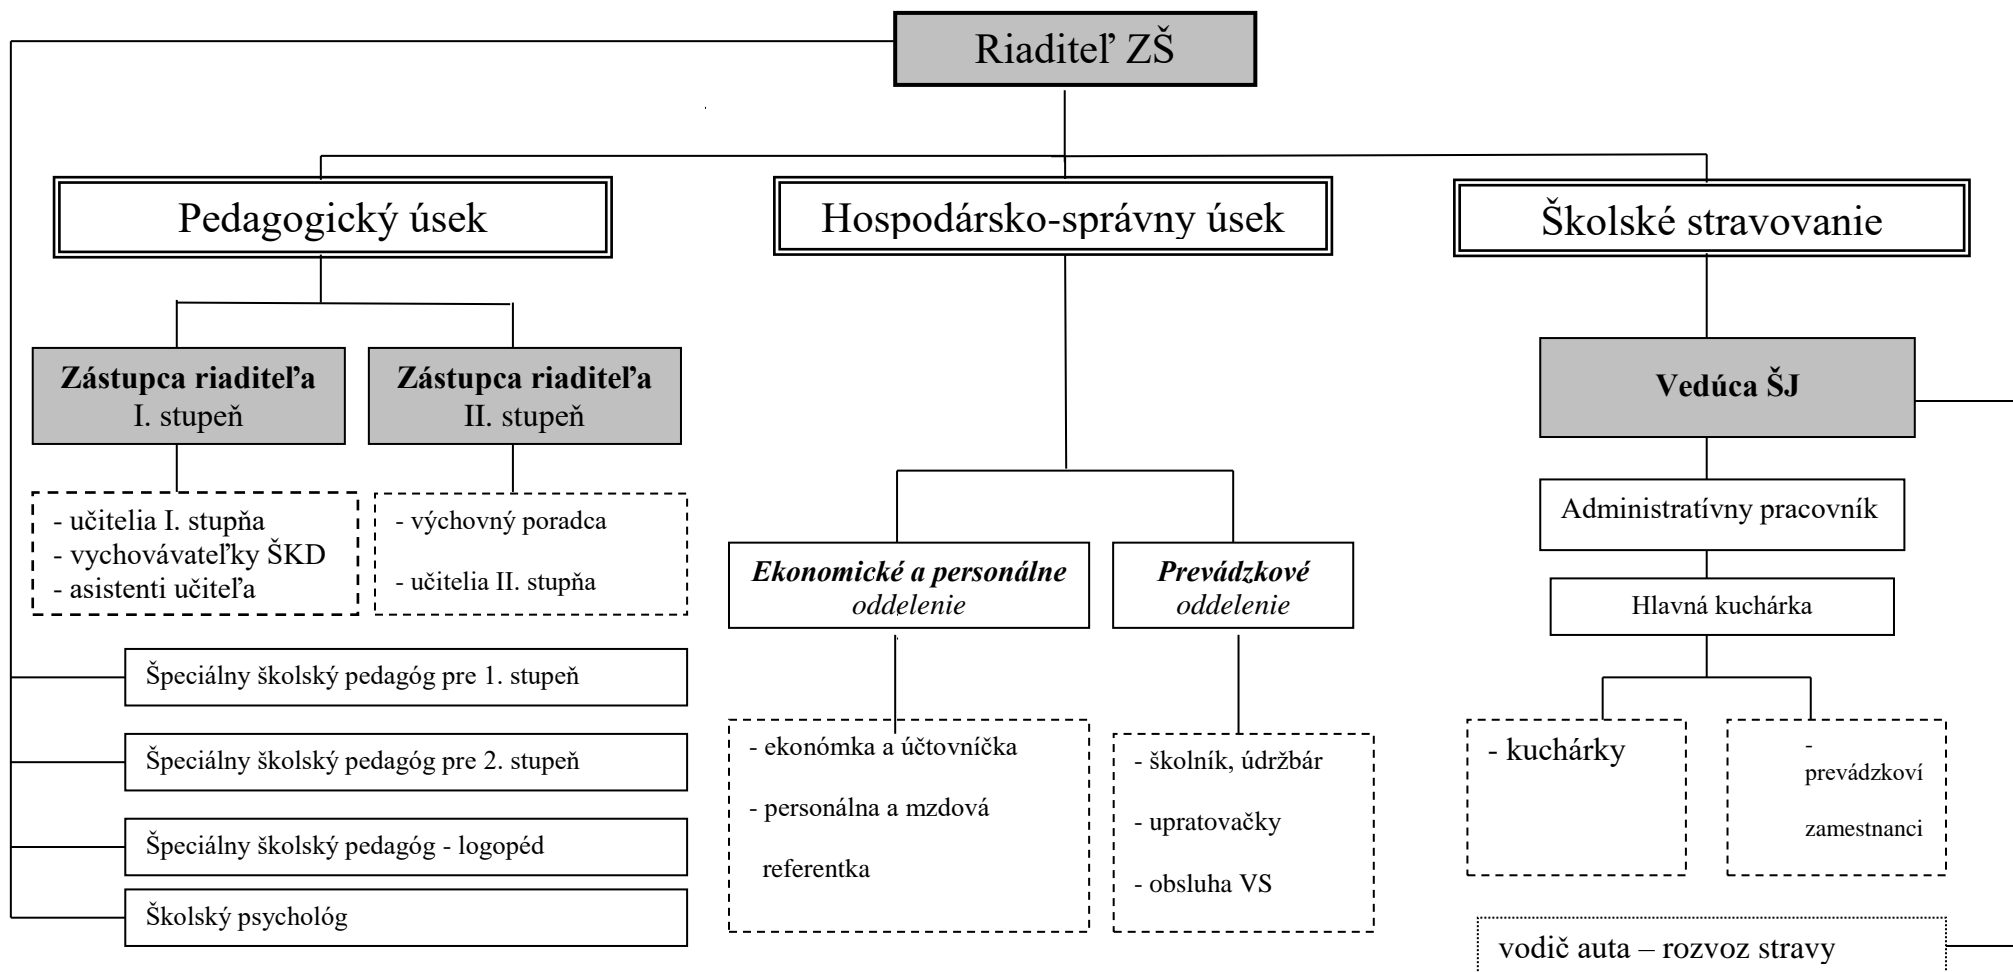 Riaditeľ ZŠ
Pedagogický úsek
Hospodársko-správny úsek
Školské stravovanie
Zástupca riaditeľa
I. stupeň
Zástupca riaditeľa
II. stupeň
Vedúca ŠJ
- učitelia I. stupňa
- vychovávateľky ŠKD
- asistenti učiteľa
- výchovný poradca
- učitelia II. stupňa
Ekonomické a personálne
oddelenie
Prevádzkové
oddelenie
Administratívny pracovník
Hlavná kuchárka
Špeciálny školský pedagóg pre 1. stupeň
Špeciálny školský pedagóg pre 2. stupeň
Špeciálny školský pedagóg - logopéd
Školský psychológ
- ekonómka a účtovníčka
- personálna a mzdová
referentka
- školník, údržbár
- upratovačky
- obsluha VS
- kuchárky
-
prevádzkoví
zamestnanci
vodič auta – rozvoz stravy